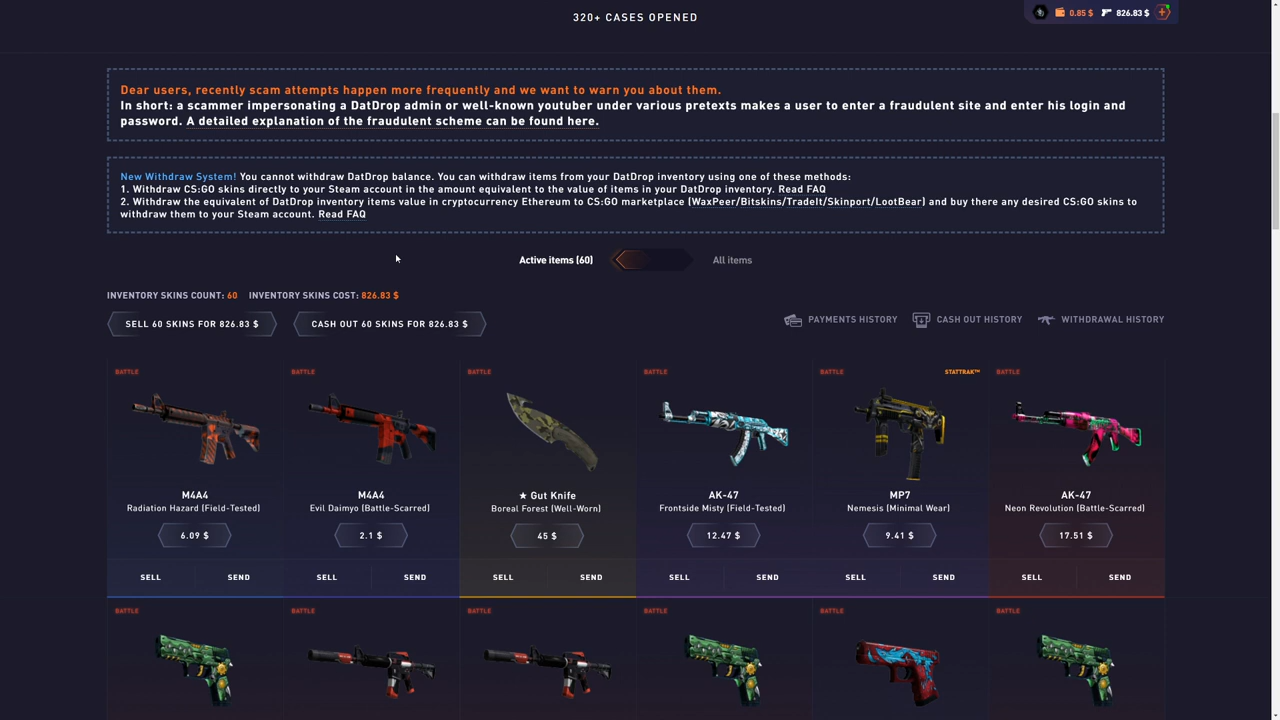 320+ CASES OPENED
0.85 $ 826.83 $
Dear users, recently scam attempts happen more frequently and we want to warn you about them.
In short: a scammer impersonating a DatDrop admin or well-known youtuber under various pretexts makes a user to enter a fraudulent site and enter his login and
password. A detailed explanation of the fraudulent scheme can be found here.
New Withdraw System! You cannot withdraw DatDrop balance. You can withdraw items from your DatDrop inventory using one of these methods:
1. Withdraw CS:GO skins directly to your Steam account in the amount equivalent to the value of items in your DatDrop inventory. Read FAQ
2. Withdraw the equivalent of DatDrop inventory items value in cryptocurrency Ethereum to CS:GO marketplace (WaxPeer/Bitskins/TradeIt/Skinport/LootBear) and buy there any desired CS:GO skins to
withdraw them to your Steam account. Read FAQ
Active items (60) All items
INVENTORY SKINS COUNT: 60 INVENTORY SKINS COST: 826.83 $
SELL 60 SKINS FOR 826.83 $ CASH OUT 60 SKINS FOR 826.83 $ PAYMENTS HISTORY CASH OUT HISTORY WITHDRAWAL HISTORY
BATTLE BATTLE BATTLE BATTLE BATTLE STATTRAK™ BATTLE
M4A4 M4A4 ★ Gut Knife AK-47 MP7 AK-47
Radiation Hazard (Field-Tested) Evil Daimyo (Battle-Scarred) Boreal Forest (Well-Worn) Frontside Misty (Field-Tested) Nemesis (Minimal Wear) Neon Revolution (Battle-Scarred)
6.09 $ 2.1 $ 45 $ 12.47 $ 9.41 $ 17.51 $
SELL SEND SELL SEND SELL SEND SELL SEND SELL SEND SELL SEND
BATTLE BATTLE BATTLE BATTLE BATTLE BATTLE